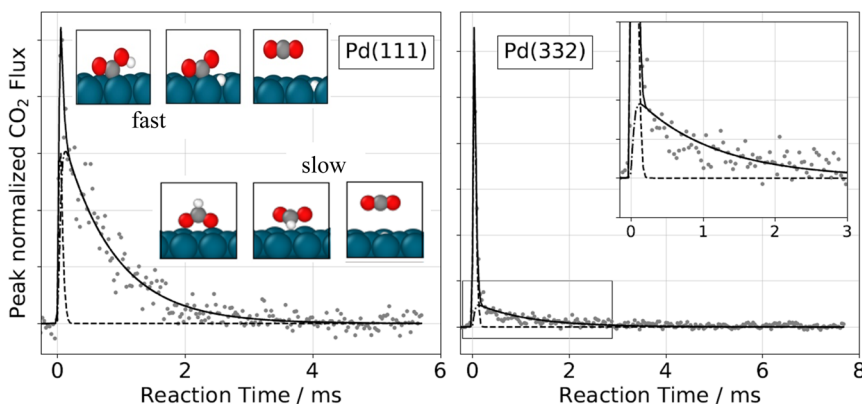 Peak normalized CO₂ Flux
Pd(111)
fast
slow
0 2 4 6
Reaction Time / ms
Pd(332)
0 1 2 3
0 2 4 6 8
Reaction Time / ms